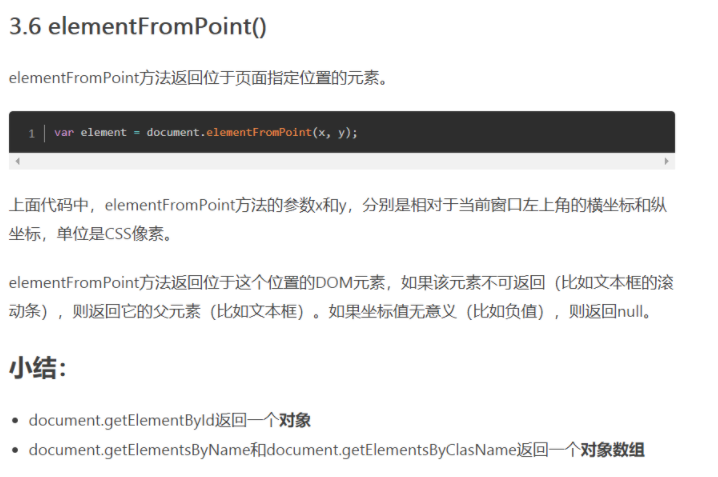 3.6 elementFromPoint()
elementFromPoint方法返回位于页面指定位置的元素。
1 var element = document.elementFromPoint(x, y);
上面代码中，elementFromPoint方法的参数x和y，分别是相对于当前窗口左上角的横坐标和纵
坐标，单位是CSS像素。
elementFromPoint方法返回位于这个位置的DOM元素，如果该元素不可返回（比如文本框的滚
动条），则返回它的父元素（比如文本框）。如果坐标值无意义（比如负值），则返回null。
小结：
• document.getElementById返回一个对象
• document.getElementsByName和document.getElementsByClasName返回一个对象数组